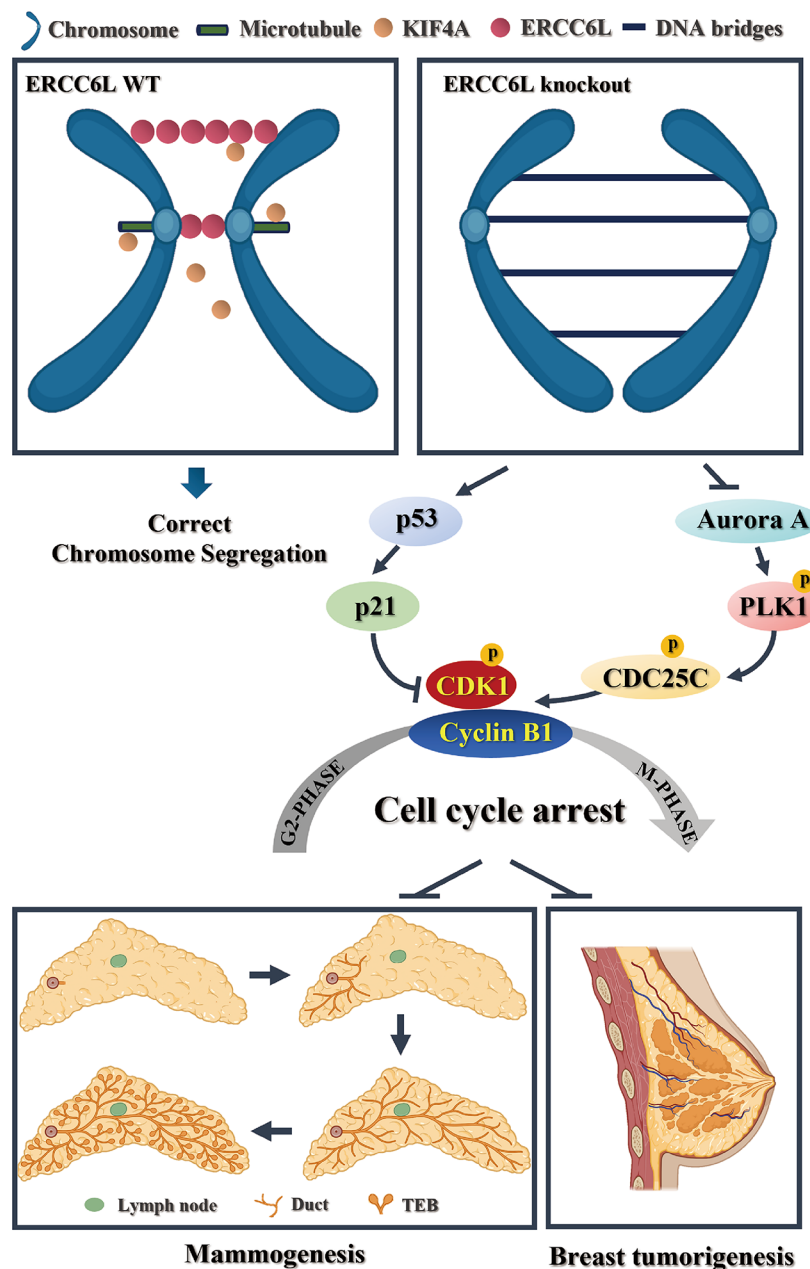 Chromosome Microtubule KIF4A ERCC6L DNA bridges
ERCC6L WT
ERCC6L knockout
Correct
Chromosome Segregation
p53
Aurora A
p21
p
PLK1
p
CDK1
p
CDC25C
Cyclin B1
G2-PHASE
M-PHASE
Cell cycle arrest
Lymph node Duct TEB
Mammogenesis
Breast tumorigenesis